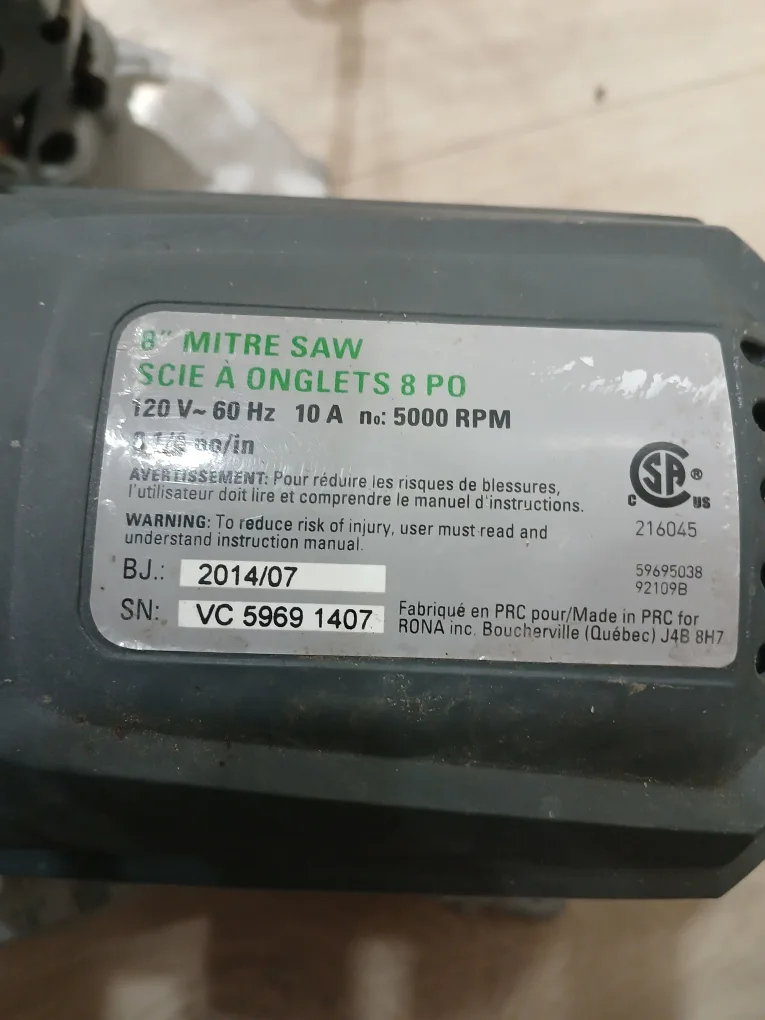 8" MITRE SAW
SCIE À ONGLETS 8 PO
120 V~ 60 Hz 10 A n₀: 5000 RPM
po/in
AVERTISSEMENT: Pour réduire les risques de blessures,
l'utilisateur doit lire et comprendre le manuel d'instructions.
WARNING: To reduce risk of injury, user must read and
understand instruction manual.
CSA ® C US
216045
BJ.: 2014/07
59695038
92109B
SN: VC 5969 1407
Fabriqué en PRC pour/Made in PRC for
RONA inc. Boucherville (Québec) J4B 8H7